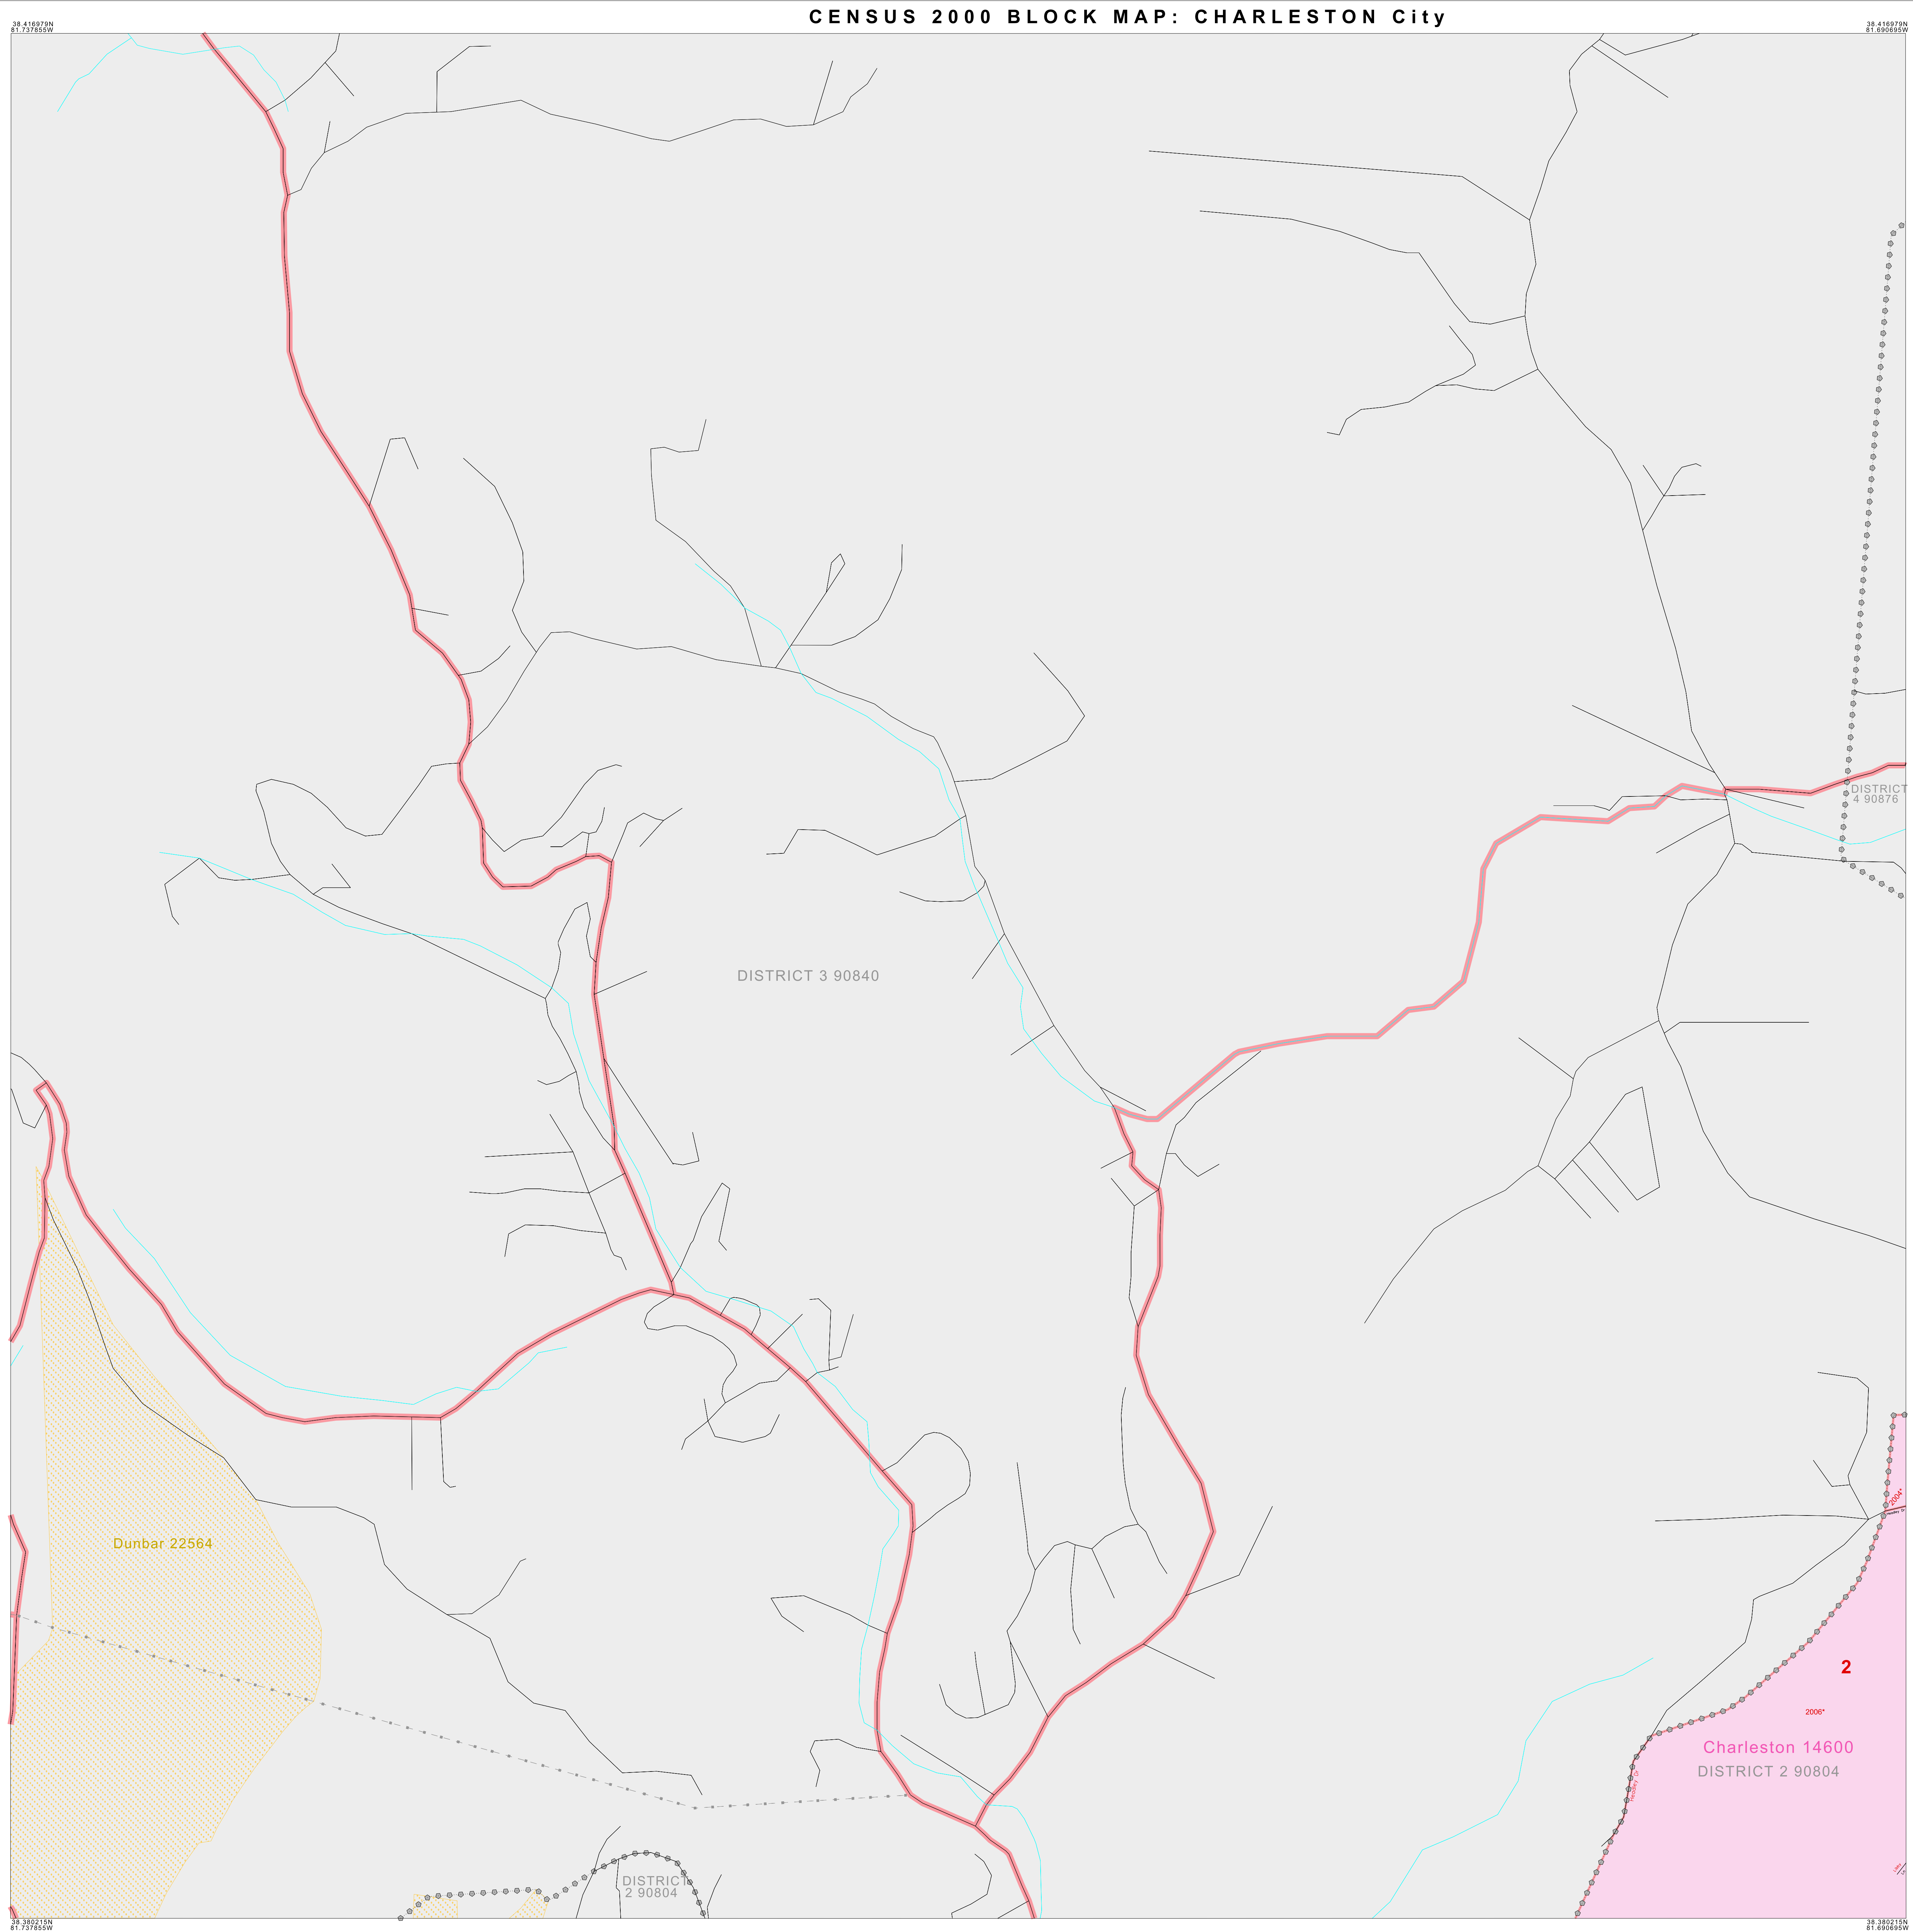 CENSUS 2000 BLOCK MAP: CHARLESTON City
38.416979N
81.737855W
38.416979N
81.690695W
DISTRICT
4 90876
DISTRICT 3 90840
2004*
Dunbar 22564
2
2006*
Charleston 14600
DISTRICT 2 90804
DISTRICT
2 90804
38.380215N
81.737855W
38.380215N
81.690695W